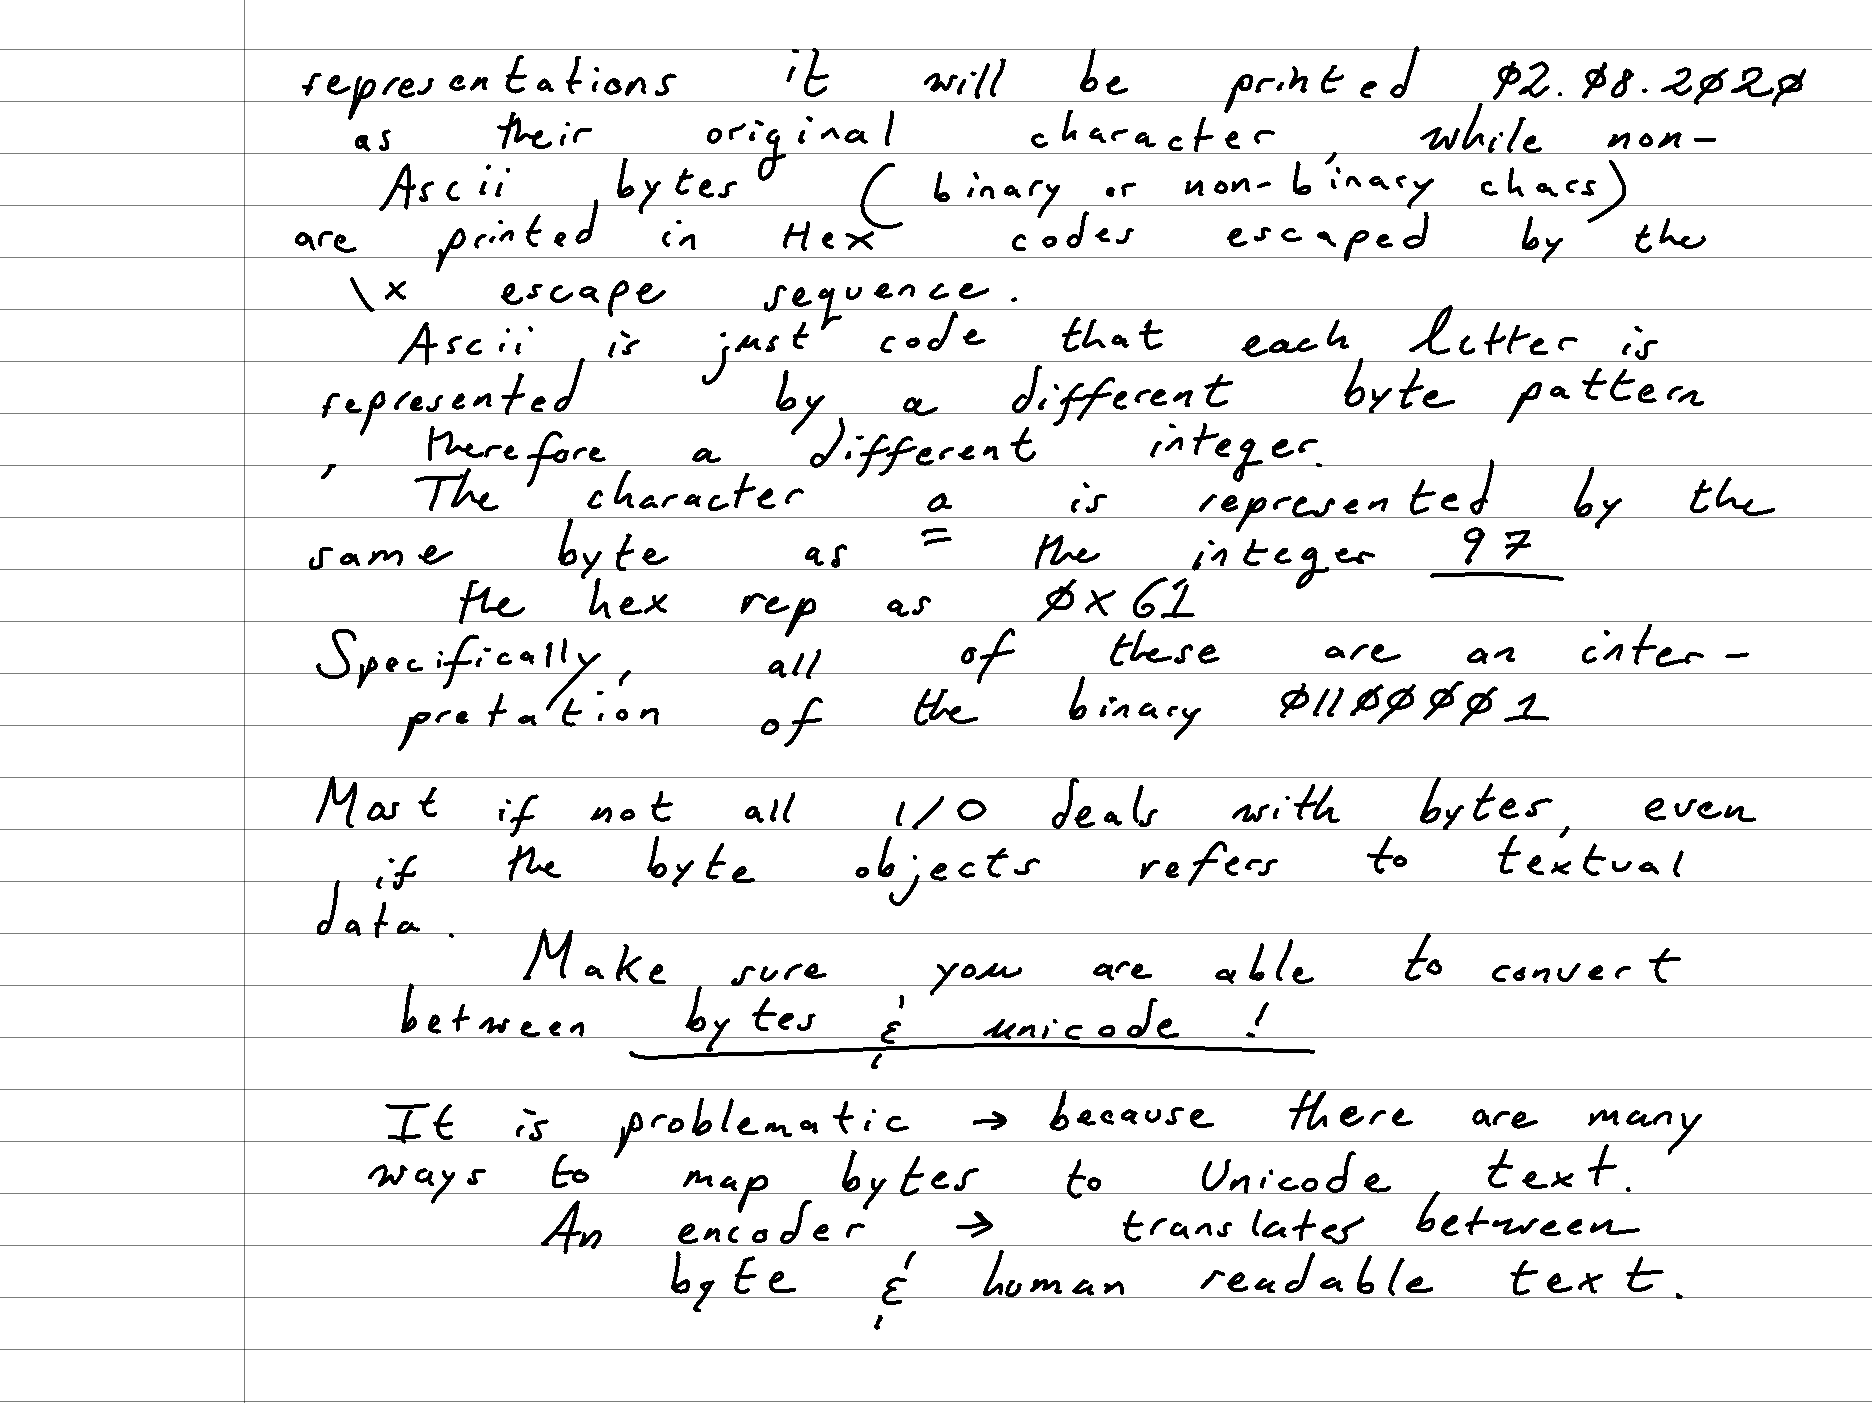 representations it will be printed 02.08.2020
as their original character, while non-
Ascii bytes (binary or non-binary chars)
are printed in Hex codes escaped by the
\x escape sequence.
Ascii is just code that each letter is
represented by a different byte pattern
, therefore a different integer.
The character a is represented by the
same byte as the integer 97
the hex rep as 0x61
Specifically, all of these are an inter-
pretation of the binary 01100001
Most if not all I/O deals with bytes, even
if the byte objects refers to textual
data.
Make sure you are able to convert
between bytes & unicode!
It is problematic → because there are many
ways to map bytes to Unicode text.
An encoder → translates between
byte & human readable text.